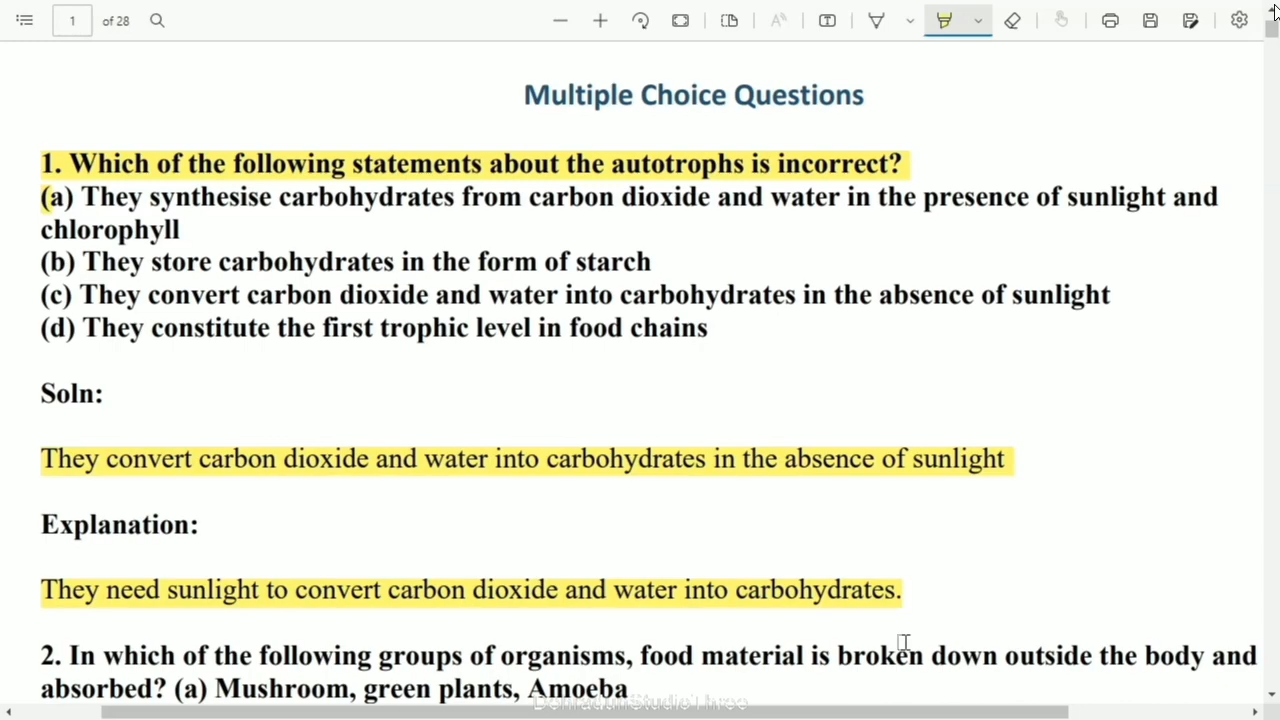 1 of 28
Multiple Choice Questions
1. Which of the following statements about the autotrophs is incorrect?
(a) They synthesise carbohydrates from carbon dioxide and water in the presence of sunlight and
chlorophyll
(b) They store carbohydrates in the form of starch
(c) They convert carbon dioxide and water into carbohydrates in the absence of sunlight
(d) They constitute the first trophic level in food chains
Soln:
They convert carbon dioxide and water into carbohydrates in the absence of sunlight
Explanation:
They need sunlight to convert carbon dioxide and water into carbohydrates.
2. In which of the following groups of organisms, food material is broken down outside the body and
absorbed? (a) Mushroom, green plants, Amoeba